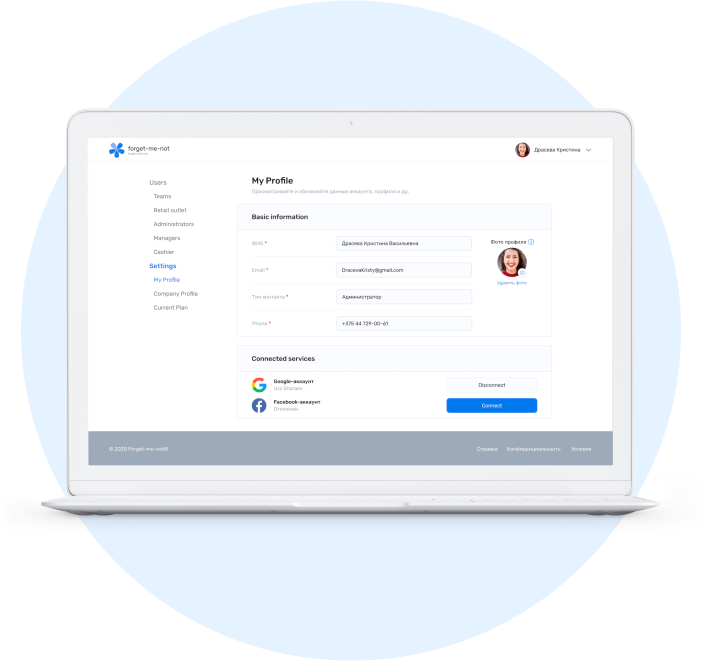 forget-me-not
Драсева Кристина
Users
Teams
Retail outlet
Administrators
Managers
Cashier
Settings
My Profile
Company Profile
Current Plan
My Profile
Просматривайте и обновляйте данные аккаунта, профиля и др.
Basic information
ФИО *
Драсева Кристина Васильевна
Email *
DracevaKristy@gmail.com
Тип контакта *
Администратор
Phone *
+375 44 729-00-61
Фото профиля
Удалить фото
Connected services
Google-аккаунт
Disconnect
Facebook-аккаунт
Отключен
Connect
© 2020 Forget-me-not©
Справка Конфиденциальность Условия